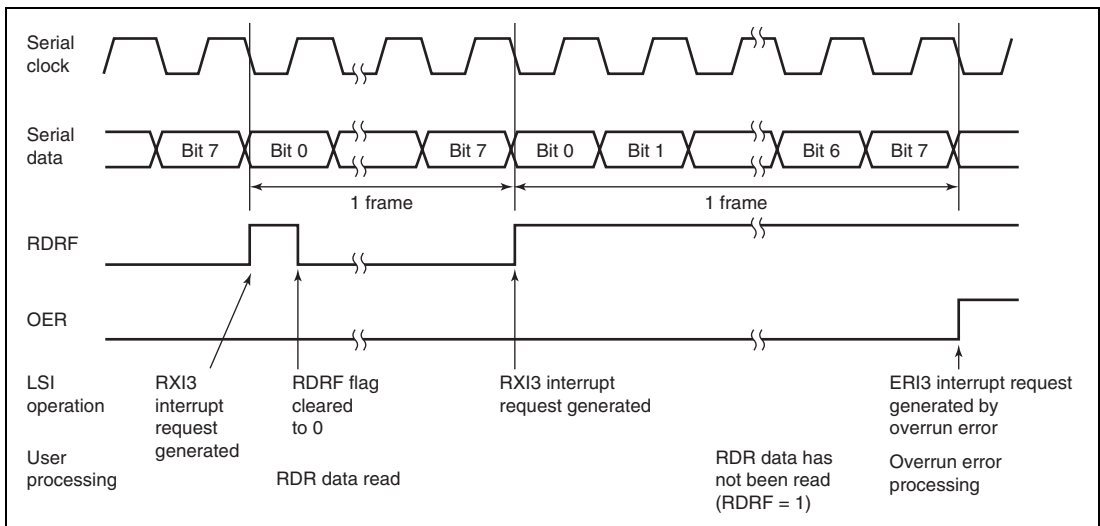 Serial
clock
Serial
data
Bit 7
Bit 0
Bit 7
Bit 0
Bit 1
Bit 6
Bit 7
1 frame
1 frame
RDRF
OER
LSI
operation
RXI3
interrupt
request
generated
RDRF flag
cleared
to 0
RXI3 interrupt
request generated
ERI3 interrupt request
generated by
overrun error
User
processing
RDR data read
RDR data has
not been read
(RDRF = 1)
Overrun error
processing